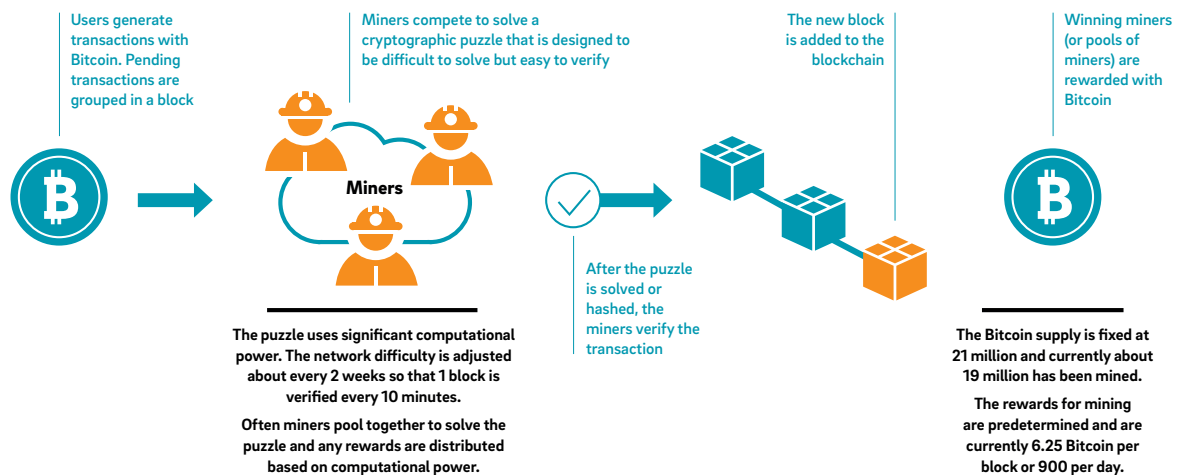 Users generate
transactions with
Bitcoin. Pending
transactions are
grouped in a block
Miners compete to solve a
cryptographic puzzle that is designed to
be difficult to solve but easy to verify
The new block
is added to the
blockchain
Winning miners
(or pools of
miners) are
rewarded with
Bitcoin
Miners
After the puzzle
is solved or
hashed, the
miners verify the
transaction
The puzzle uses significant computational
power. The network difficulty is adjusted
about every 2 weeks so that 1 block is
verified every 10 minutes.
Often miners pool together to solve the
puzzle and any rewards are distributed
based on computational power.
The Bitcoin supply is fixed at
21 million and currently about
19 million has been mined.
The rewards for mining
are predetermined and are
currently 6.25 Bitcoin per
block or 900 per day.